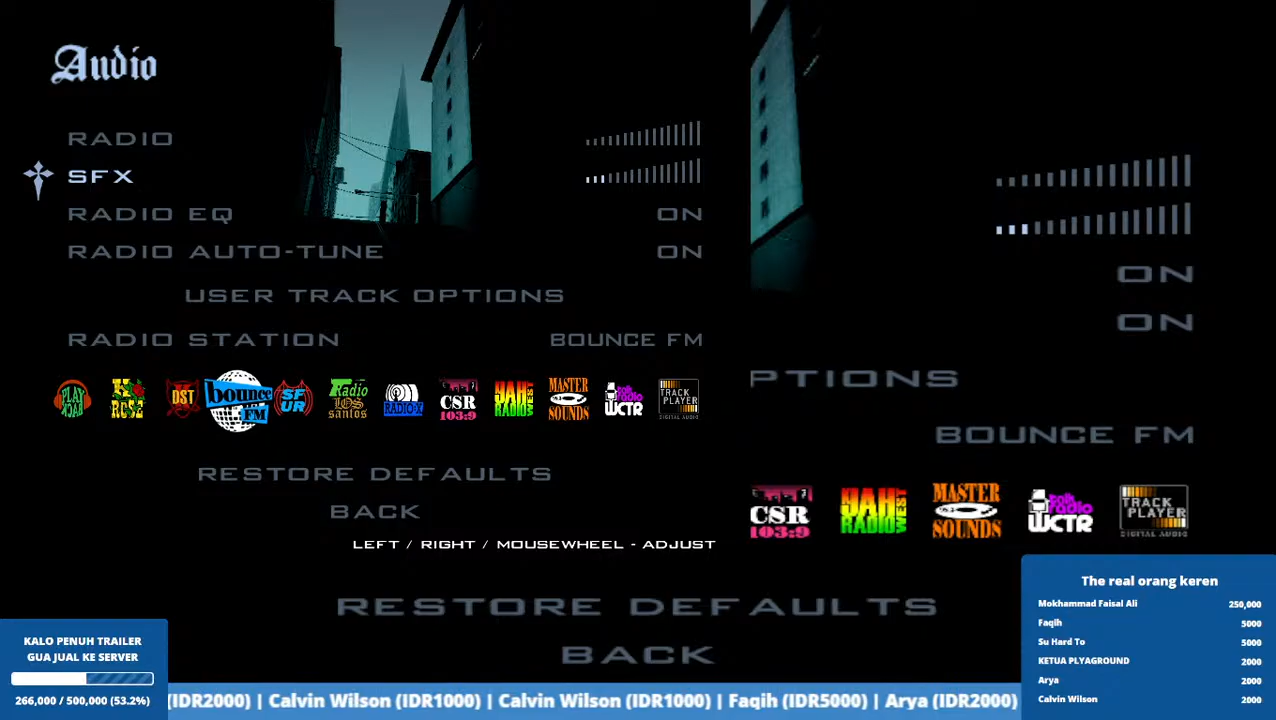 Audio
RADIO
SFX
RADIO EQ ON
RADIO AUTO-TUNE ON
USER TRACK OPTIONS
RADIO STATION BOUNCE FM
PLAY BACK
K ROSE
DST
bounce FM
SF UR
Radio LOS Santos
RADIO:X
CSR 103:9
K JAH RADIO WEST
MASTER SOUNDS
talk radio WCTR
TRACK PLAYER DIGITAL AUDIO
RESTORE DEFAULTS
BACK
LEFT / RIGHT / MOUSEWHEEL - ADJUST
ON
ON
PTIONS
BOUNCE FM
CSR 103:9
K JAH RADIO WEST
MASTER SOUNDS
talk radio WCTR
TRACK PLAYER DIGITAL AUDIO
RESTORE DEFAULTS
BACK
The real orang keren
Mokhammad Faisal Ali 250,000
Faqih 5000
Su Hard To 5000
KETUA PLYAGROUND 2000
Arya 2000
Calvin Wilson 2000
KALO PENUH TRAILER
GUA JUAL KE SERVER
266,000 / 500,000 (53.2%)
(IDR2000) | Calvin Wilson (IDR1000) | Calvin Wilson (IDR1000) | Faqih (IDR5000) | Arya (IDR2000)